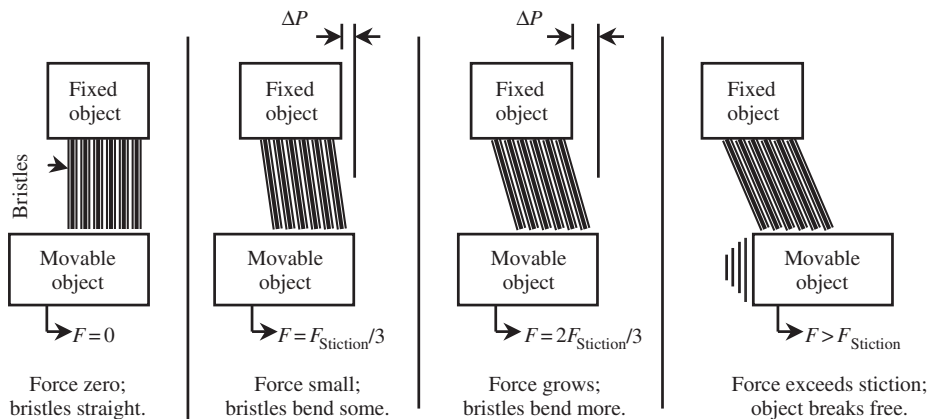 ΔP
ΔP
Fixed
object
Fixed
object
Fixed
object
Fixed
object
Bristles
Movable
object
Movable
object
Movable
object
Movable
object
F = 0
F = F_Stiction/3
F = 2F_Stiction/3
F > F_Stiction
Force zero;
bristles straight.
Force small;
bristles bend some.
Force grows;
bristles bend more.
Force exceeds stiction;
object breaks free.